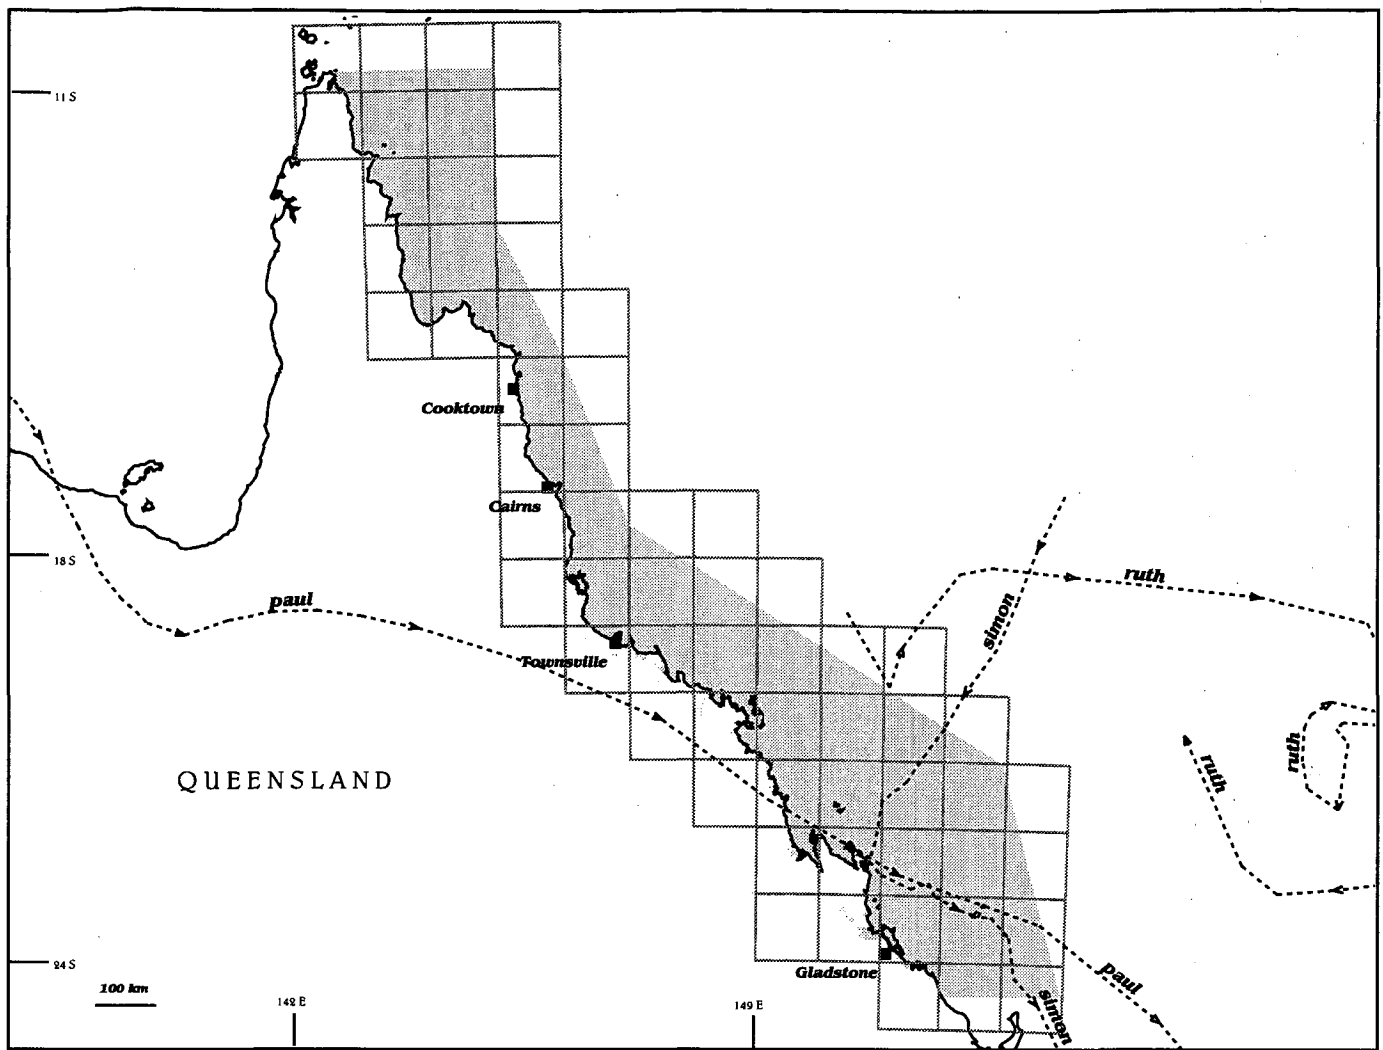 11 S
Cooktown
Cairns
18 S
ruth
paul
simon
Townsville
ruth
ruth
QUEENSLAND
24 S
Gladstone
paul
100 km
142 E
149 E
simon